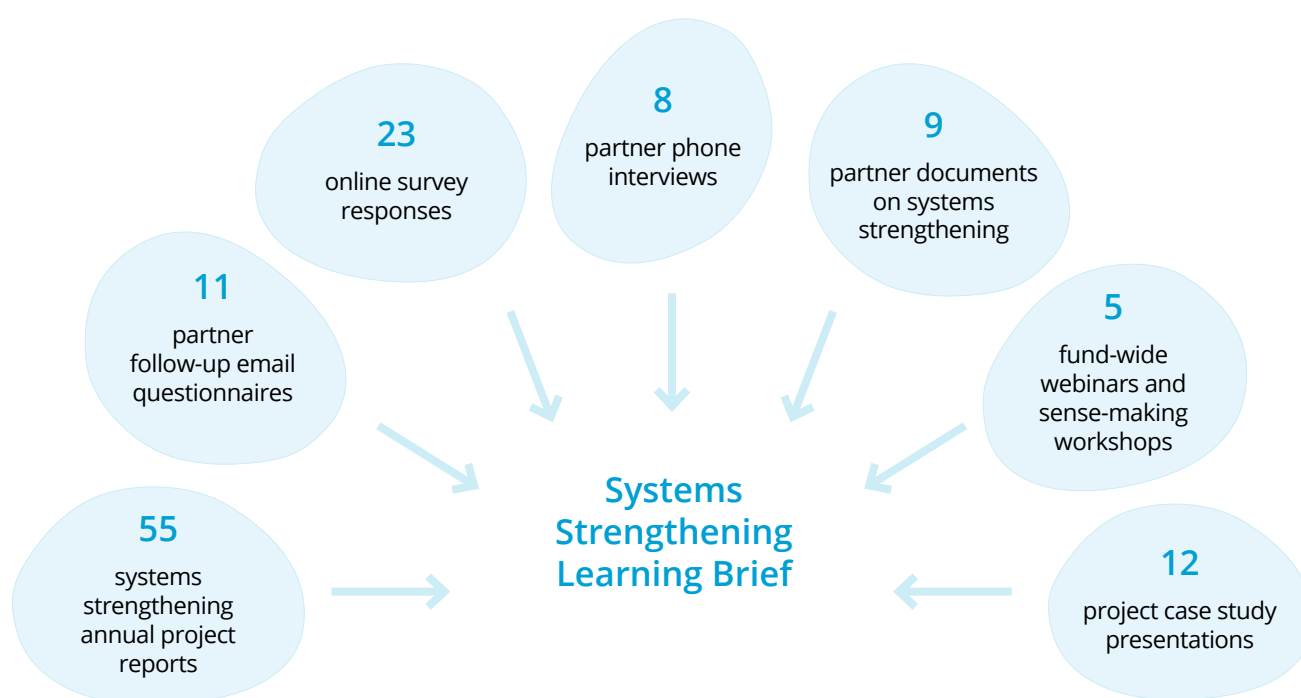 55
systems
strengthening
annual project
reports
11
partner
follow-up email
questionnaires
23
online survey
responses
8
partner phone
interviews
9
partner documents
on systems
strengthening
5
fund-wide
webinars and
sense-making
workshops
12
project case study
presentations
Systems
Strengthening
Learning Brief